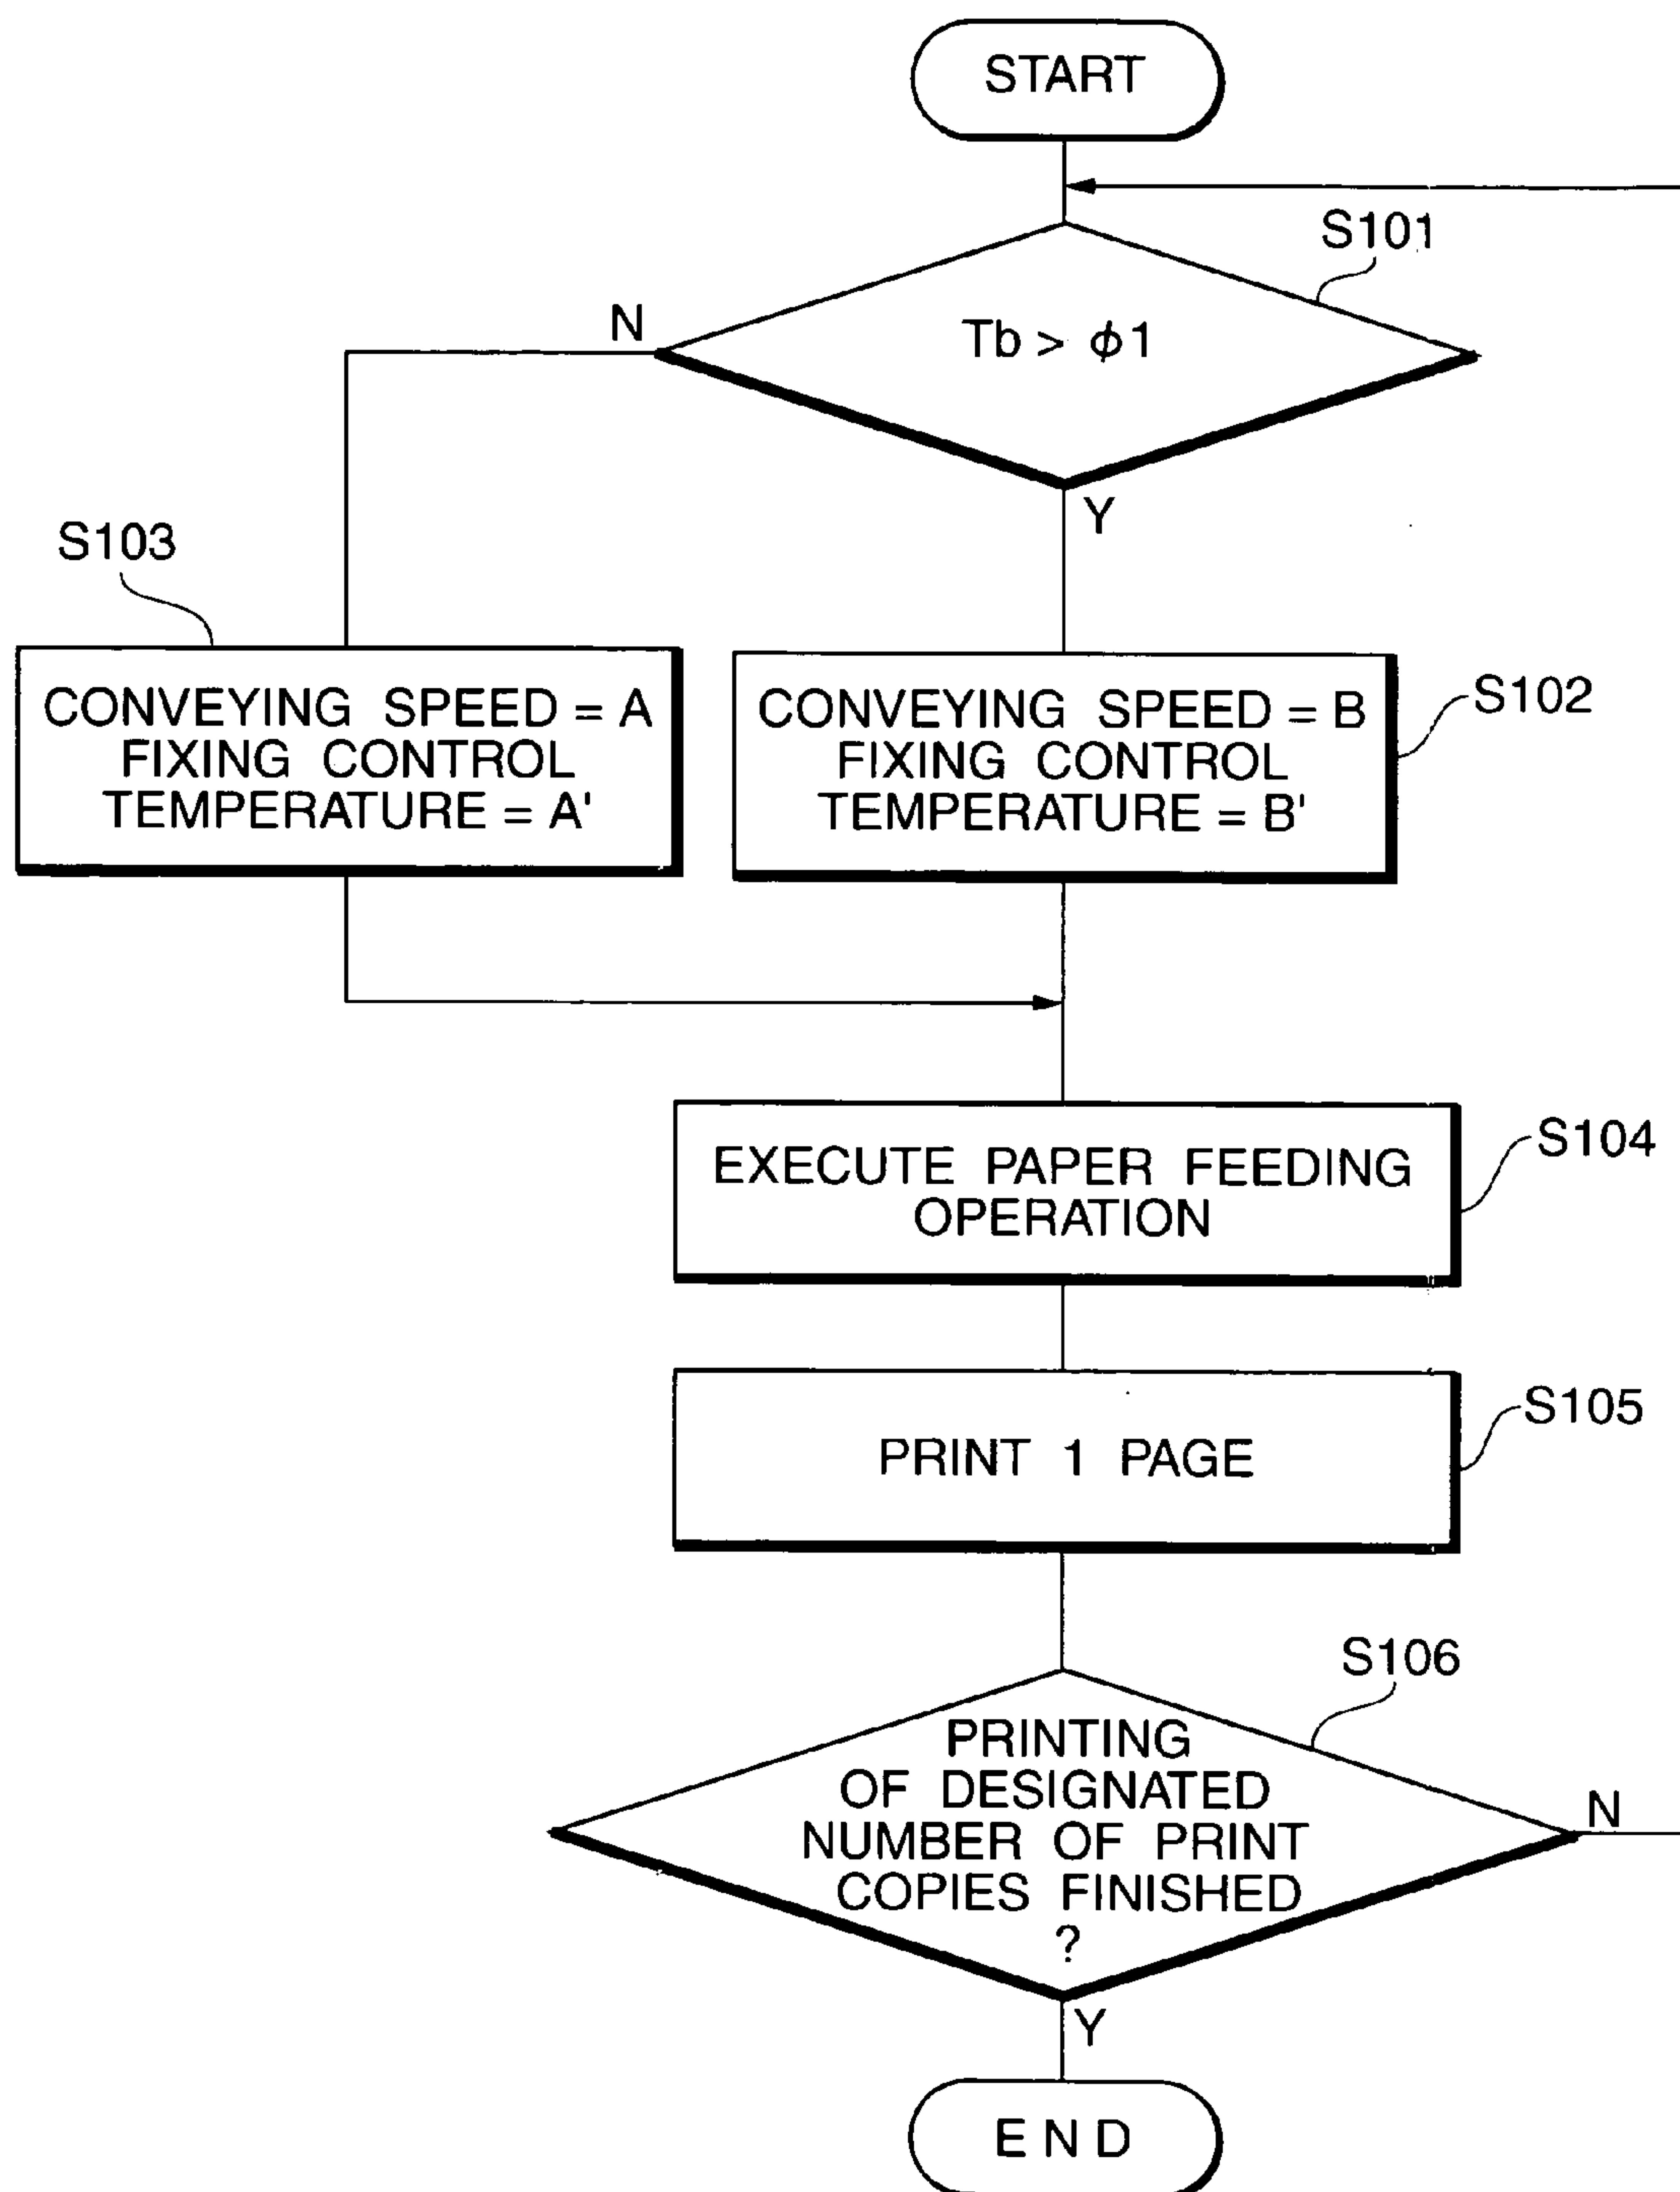 START
S101
N
Tb > φ1
Y
S103
CONVEYING SPEED = A
FIXING CONTROL
TEMPERATURE = A'
CONVEYING SPEED = B
FIXING CONTROL
TEMPERATURE = B'
S102
EXECUTE PAPER FEEDING
OPERATION
S104
PRINT 1 PAGE
S105
S106
PRINTING
OF DESIGNATED
NUMBER OF PRINT
COPIES FINISHED
?
N
Y
END